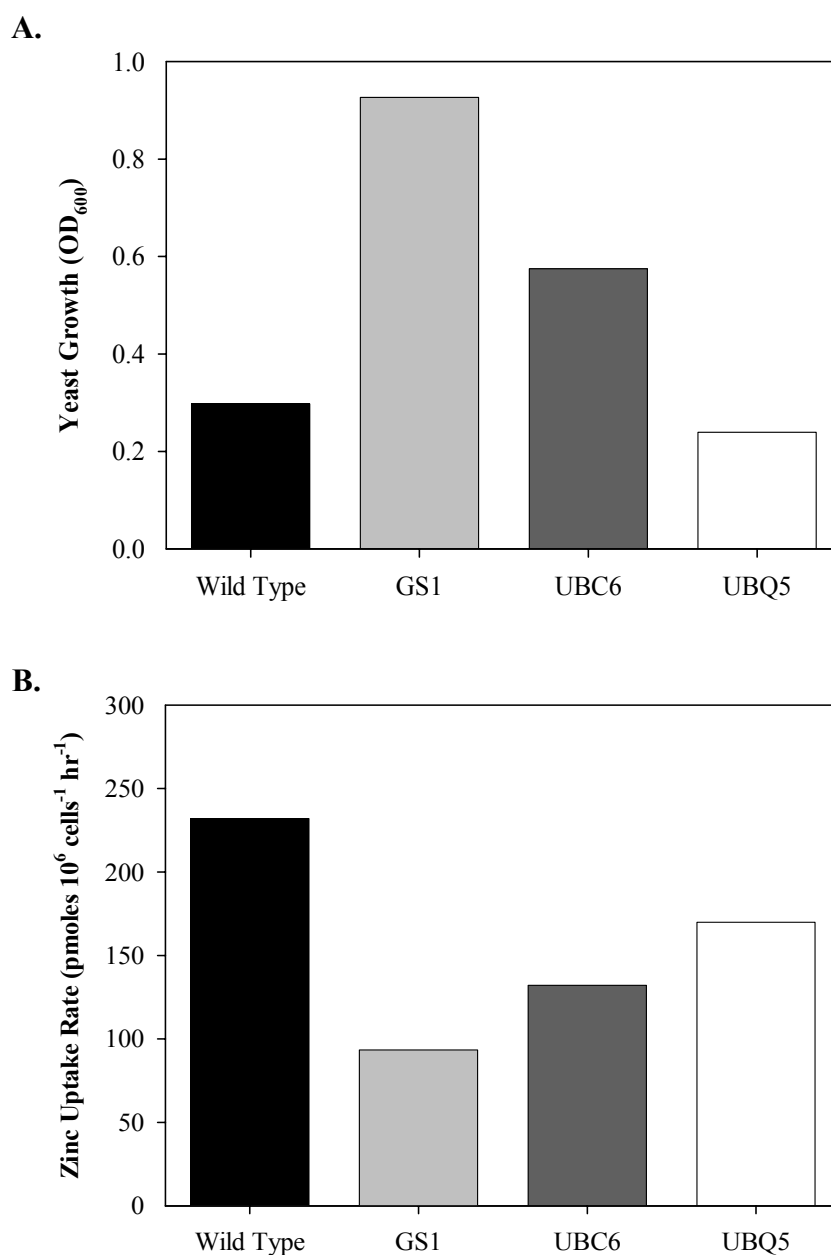 A.
1.0
0.8
0.6
0.4
0.2
0.0
Yeast Growth (OD600)
Wild Type GS1 UBC6 UBQ5
B.
300
250
200
150
100
50
0
Zinc Uptake Rate (pmoles 10^6 cells^-1 hr^-1)
Wild Type GS1 UBC6 UBQ5